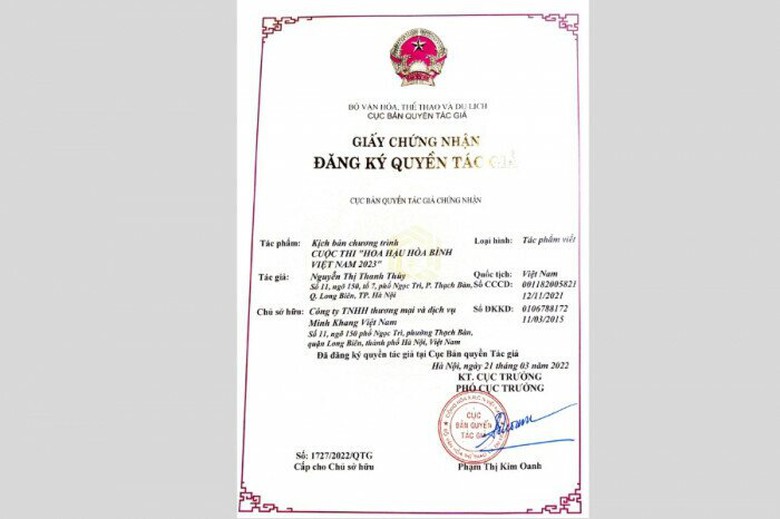 BỘ VĂN HÓA, THỂ THAO VÀ DU LỊCH
CỤC BẢN QUYỀN TÁC GIẢ
GIẤY CHỨNG NHẬN
ĐĂNG KÝ QUYỀN TÁC GIẢ
CỤC BẢN QUYỀN TÁC GIẢ CHỨNG NHẬN
Tác phẩm: Kịch bản chương trình Loại hình: Tác phẩm viết
CUỘC THI "HOA HẬU HÒA BÌNH
VIỆT NAM 2023"
Tác giả: Nguyễn Thị Thanh Thúy Quốc tịch: Việt Nam
Số 11, ngõ 150, tổ 7, phố Ngọc Trì, P. Thạch Bàn, Số CCCD: 001182005821
Q. Long Biên, TP. Hà Nội 12/11/2021
Chủ sở hữu: Công ty TNHH thương mại và dịch vụ Số ĐKKD: 0106788172
Minh Khang Việt Nam 11/03/2015
Số 11, ngõ 150 phố Ngọc Trì, phường Thạch Bàn,
quận Long Biên, thành phố Hà Nội, Việt Nam
Đã đăng ký quyền tác giả tại Cục Bản quyền Tác giả
Hà Nội, ngày 21 tháng 03 năm 2022
KT. CỤC TRƯỞNG
PHÓ CỤC TRƯỞNG
CỤC
BẢN QUYỀN
TÁC GIẢ
Số: 1727/2022/QTG
Cấp cho Chủ sở hữu Phạm Thị Kim Oanh